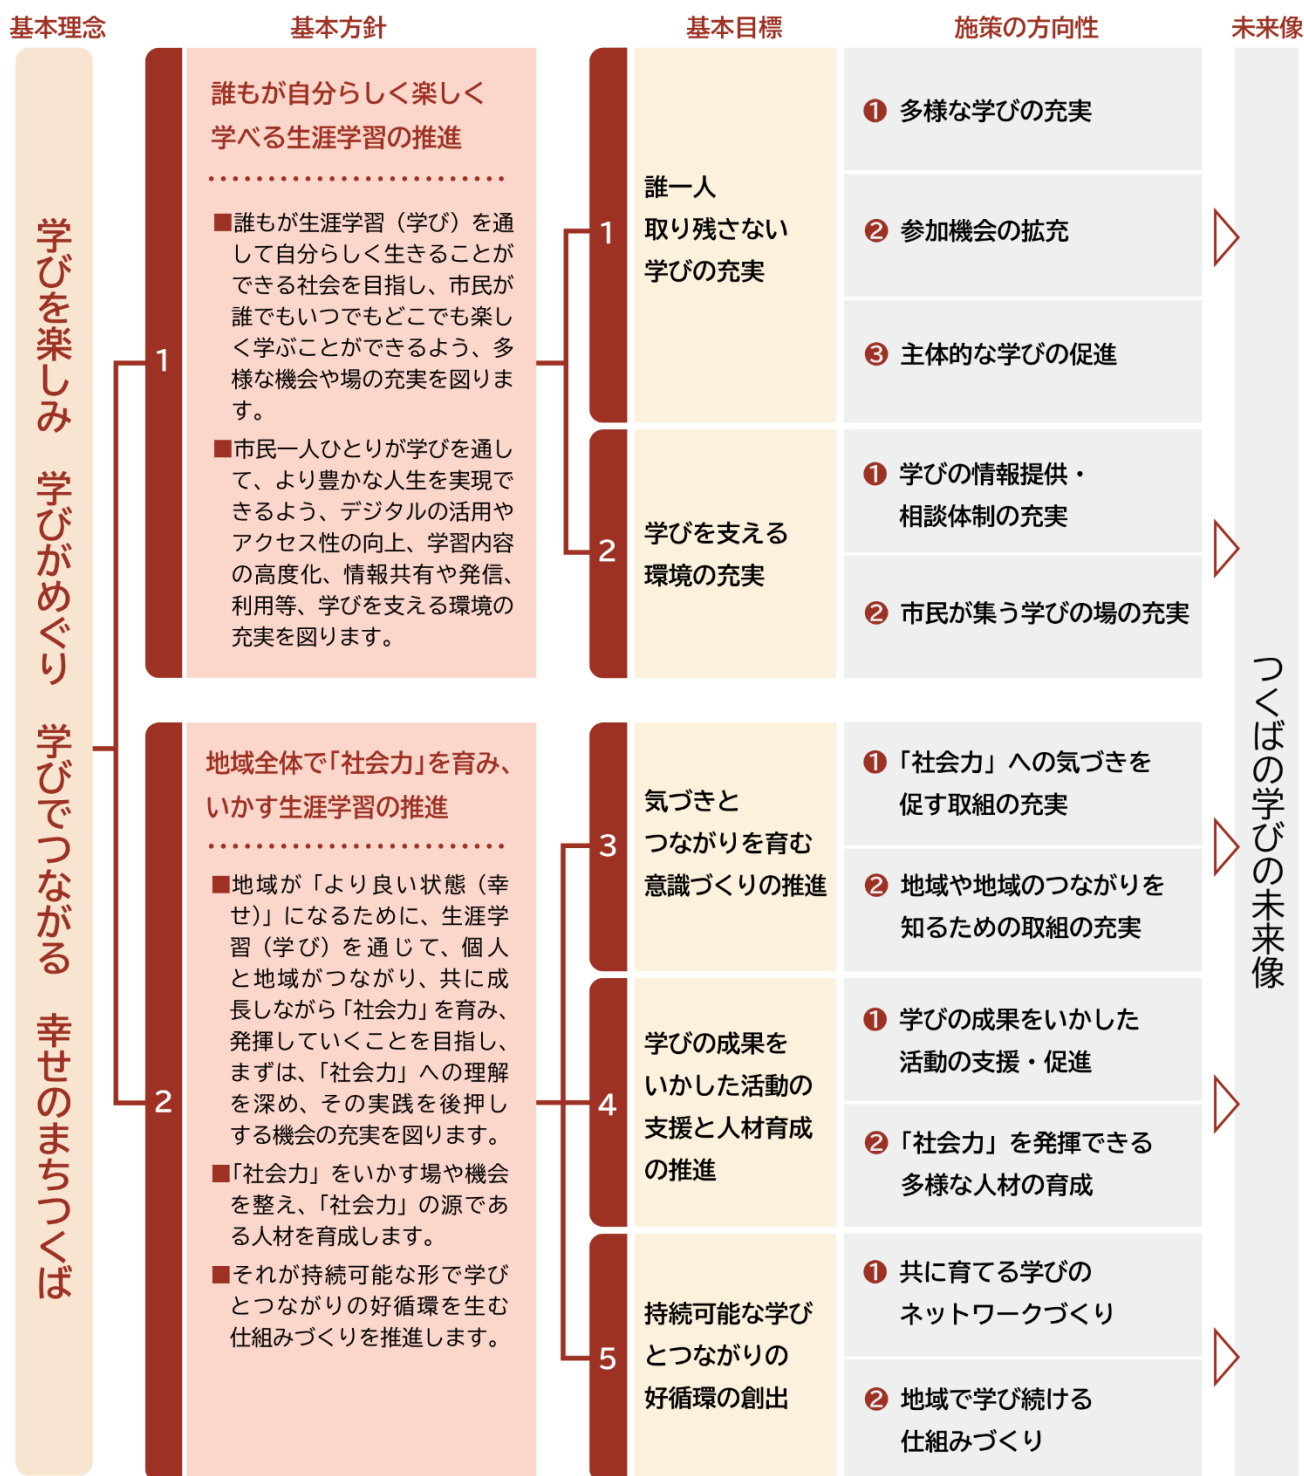 基本理念
基本方針
基本目標
施策の方向性
未来像
学びを楽しみ　学びがめぐり　学びでつながる　幸せのまちつくば
1
誰もが自分らしく楽しく
学べる生涯学習の推進
■誰もが生涯学習（学び）を通
して自分らしく生きることが
できる社会を目指し、市民が
誰でもいつでもどこでも楽し
く学ぶことができるよう、多
様な機会や場の充実を図りま
す。
■市民一人ひとりが学びを通し
て、より豊かな人生を実現で
きるよう、デジタルの活用や
アクセス性の向上、学習内容
の高度化、情報共有や発信、
利用等、学びを支える環境の
充実を図ります。
1
誰一人
取り残さない
学びの充実
❶ 多様な学びの充実
❷ 参加機会の拡充
❸ 主体的な学びの促進
2
学びを支える
環境の充実
❶ 学びの情報提供・
相談体制の充実
❷ 市民が集う学びの場の充実
2
地域全体で「社会力」を育み、
いかす生涯学習の推進
■地域が「より良い状態（幸
せ）」になるために、生涯学
習（学び）を通じて、個人
と地域がつながり、共に成
長しながら「社会力」を育み、
発揮していくことを目指し、
まずは、「社会力」への理解
を深め、その実践を後押し
する機会の充実を図ります。
■「社会力」をいかす場や機会
を整え、「社会力」の源であ
る人材を育成します。
■それが持続可能な形で学び
とつながりの好循環を生む
仕組みづくりを推進します。
3
気づきと
つながりを育む
意識づくりの推進
❶ 「社会力」への気づきを
促す取組の充実
❷ 地域や地域のつながりを
知るための取組の充実
4
学びの成果を
いかした活動の
支援と人材育成
の推進
❶ 学びの成果をいかした
活動の支援・促進
❷ 「社会力」を発揮できる
多様な人材の育成
5
持続可能な学び
とつながりの
好循環の創出
❶ 共に育てる学びの
ネットワークづくり
❷ 地域で学び続ける
仕組みづくり
つくばの学びの未来像